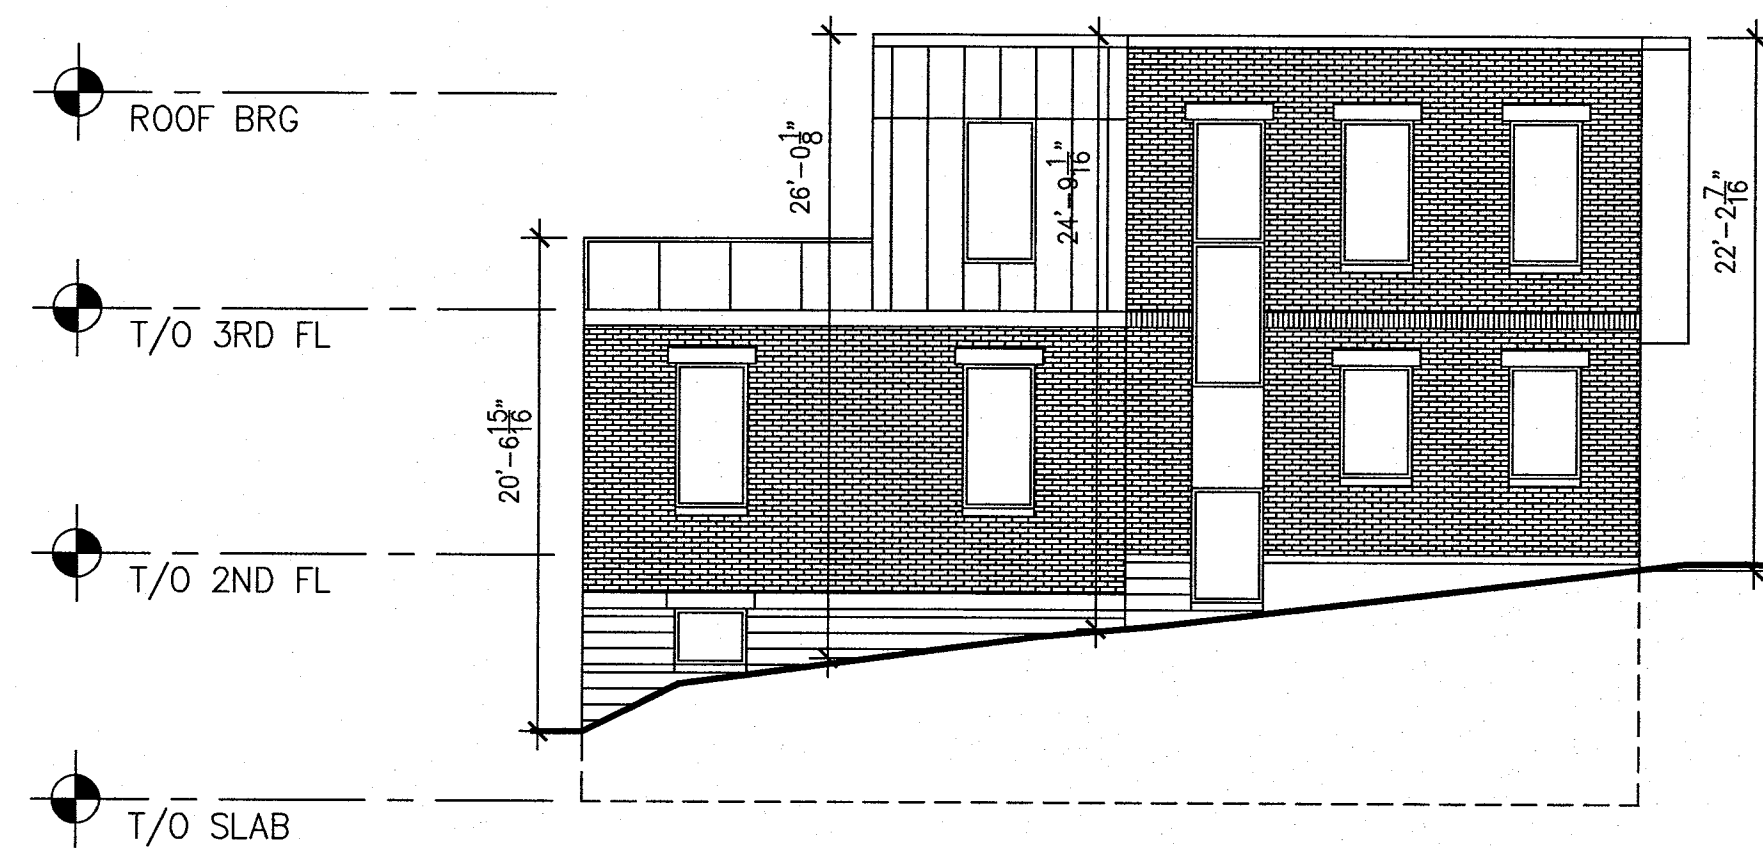 ROOF BRG
T/O 3RD FL
T/O 2ND FL
T/O SLAB
20'-6 15/16"
26'-0 1/8"
24'-9 1/16"
22'-2 7/16"